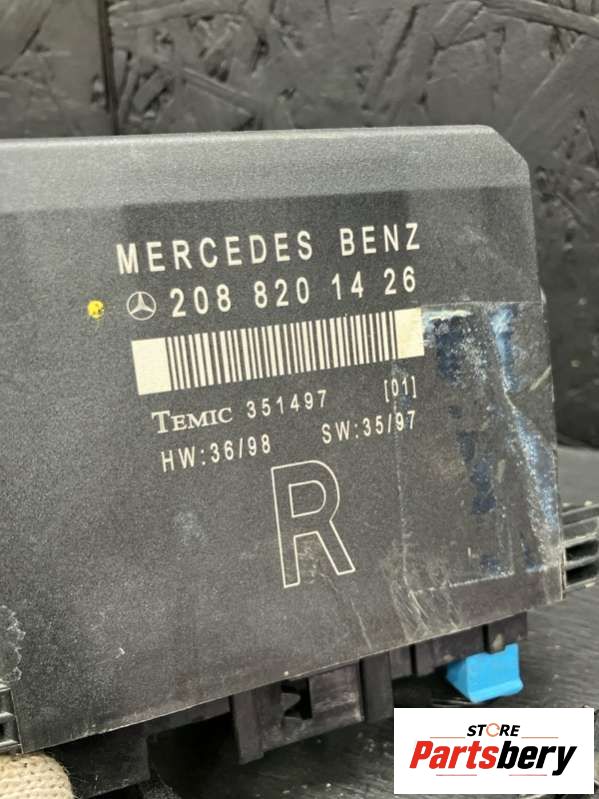 MERCEDES BENZ
208 820 14 26
TEMIC 351497 [01]
HW:36/98 SW:35/97
R
STORE
Partsbery